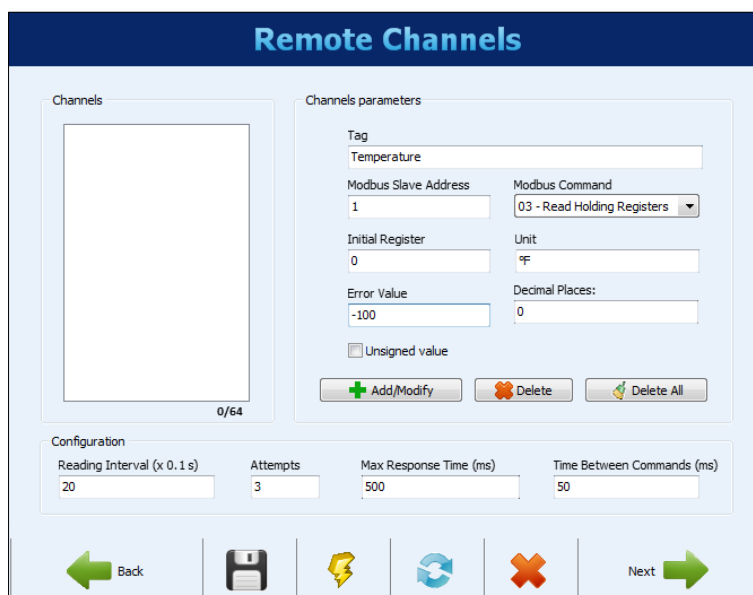 Remote Channels
Channels
0/64
Channels parameters
Tag
Temperature
Modbus Slave Address Modbus Command
1 03 - Read Holding Registers
Initial Register Unit
0 ºF
Error Value Decimal Places:
-100 0
Unsigned value
Add/Modify Delete Delete All
Configuration
Reading Interval (x 0.1 s) Attempts Max Response Time (ms) Time Between Commands (ms)
20 3 500 50
Back Next